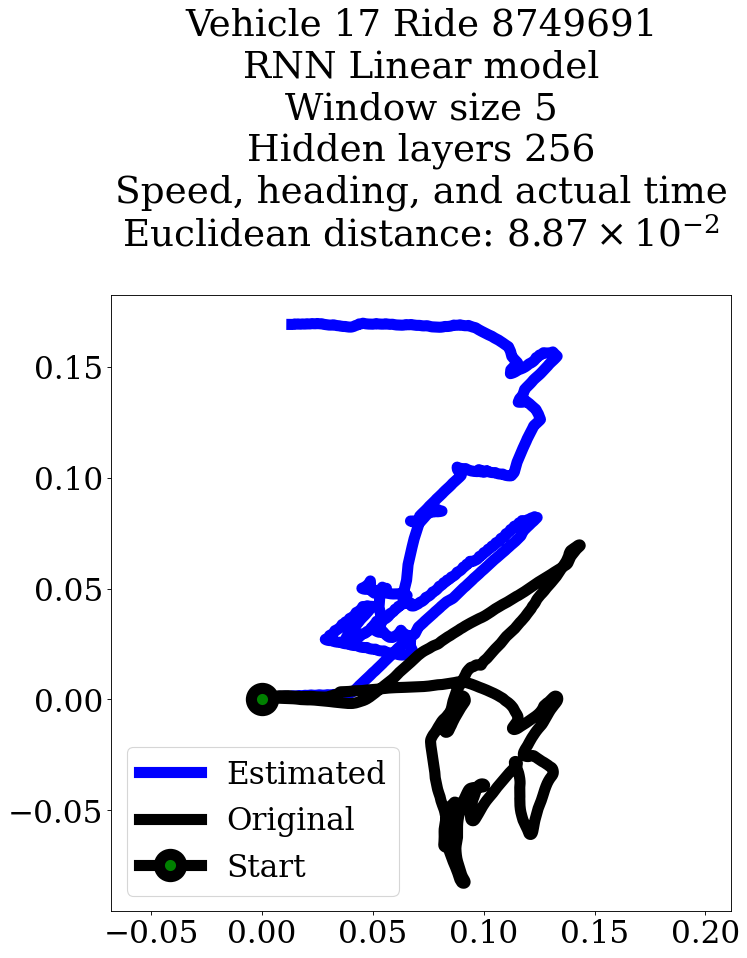 Vehicle 17 Ride 8749691
RNN Linear model
Window size 5
Hidden layers 256
Speed, heading, and actual time
Euclidean distance: 8.87 × 10⁻²
0.15
0.10
0.05
0.00
−0.05
Estimated
Original
Start
−0.05 0.00 0.05 0.10 0.15 0.20